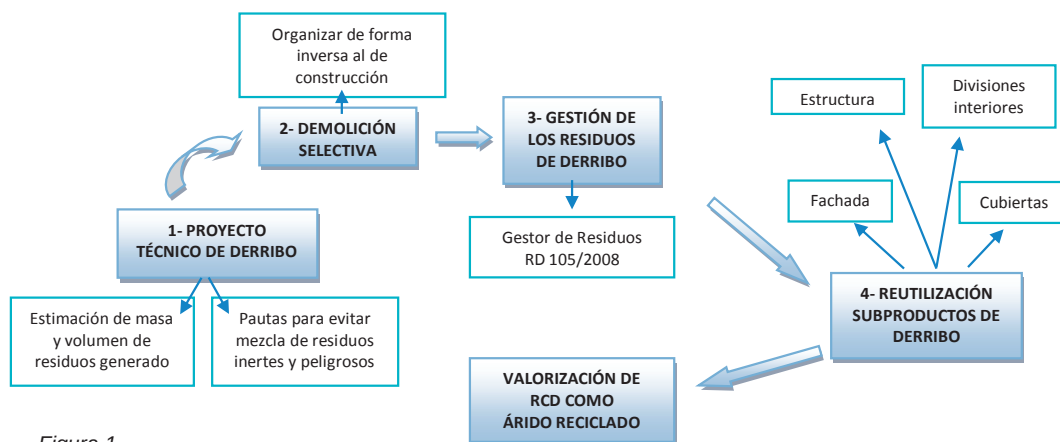 Organizar de forma
inversa al de
construcción
2- DEMOLICIÓN
SELECTIVA
3- GESTIÓN DE
LOS RESIDUOS
DE DERRIBO
Estructura
Divisiones
interiores
Fachada
Cubiertas
1- PROYECTO
TÉCNICO DE DERRIBO
Gestor de Residuos
RD 105/2008
4- REUTILIZACIÓN
SUBPRODUCTOS DE
DERRIBO
Estimación de masa
y volumen de
residuos generado
Pautas para evitar
mezcla de residuos
inertes y peligrosos
VALORIZACIÓN DE
RCD COMO
ÁRIDO RECICLADO
Figura 1